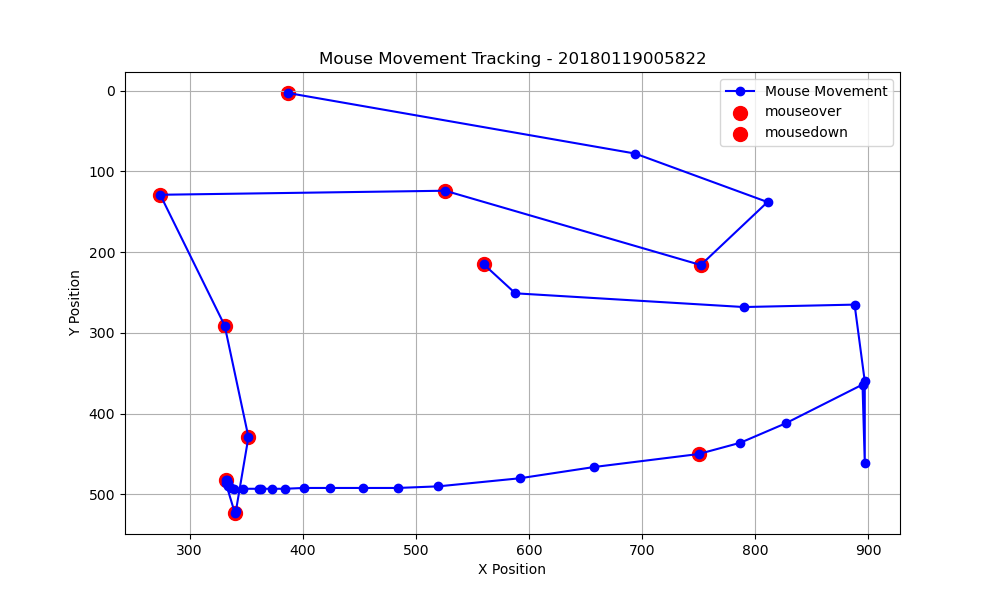 Mouse Movement Tracking - 20180119005822
Mouse Movement
mouseover
mousedown
Y Position
0
100
200
300
400
500
300
400
500
600
700
800
900
X Position